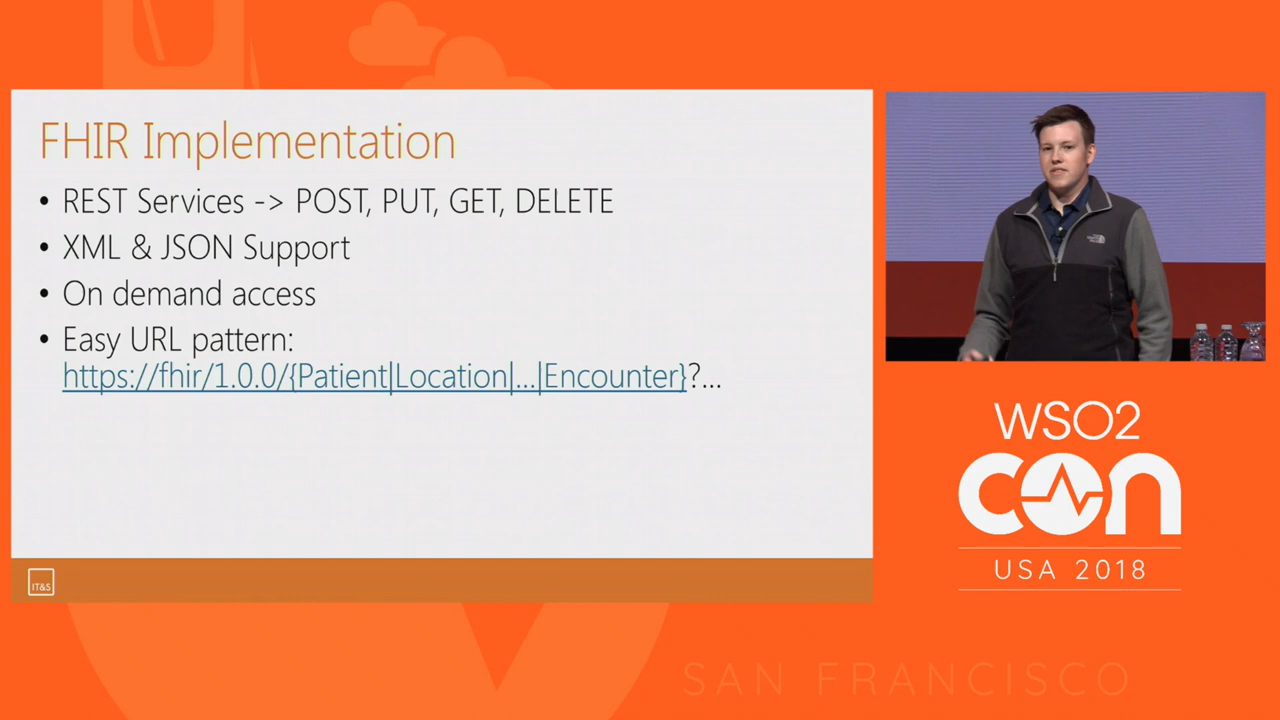 FHIR Implementation
• REST Services -> POST, PUT, GET, DELETE
• XML & JSON Support
• On demand access
• Easy URL pattern:
https://fhir/1.0.0/{Patient|Location|...|Encounter}?...
IT&S
WSO2
con
USA 2018
SAN FRANCISCO